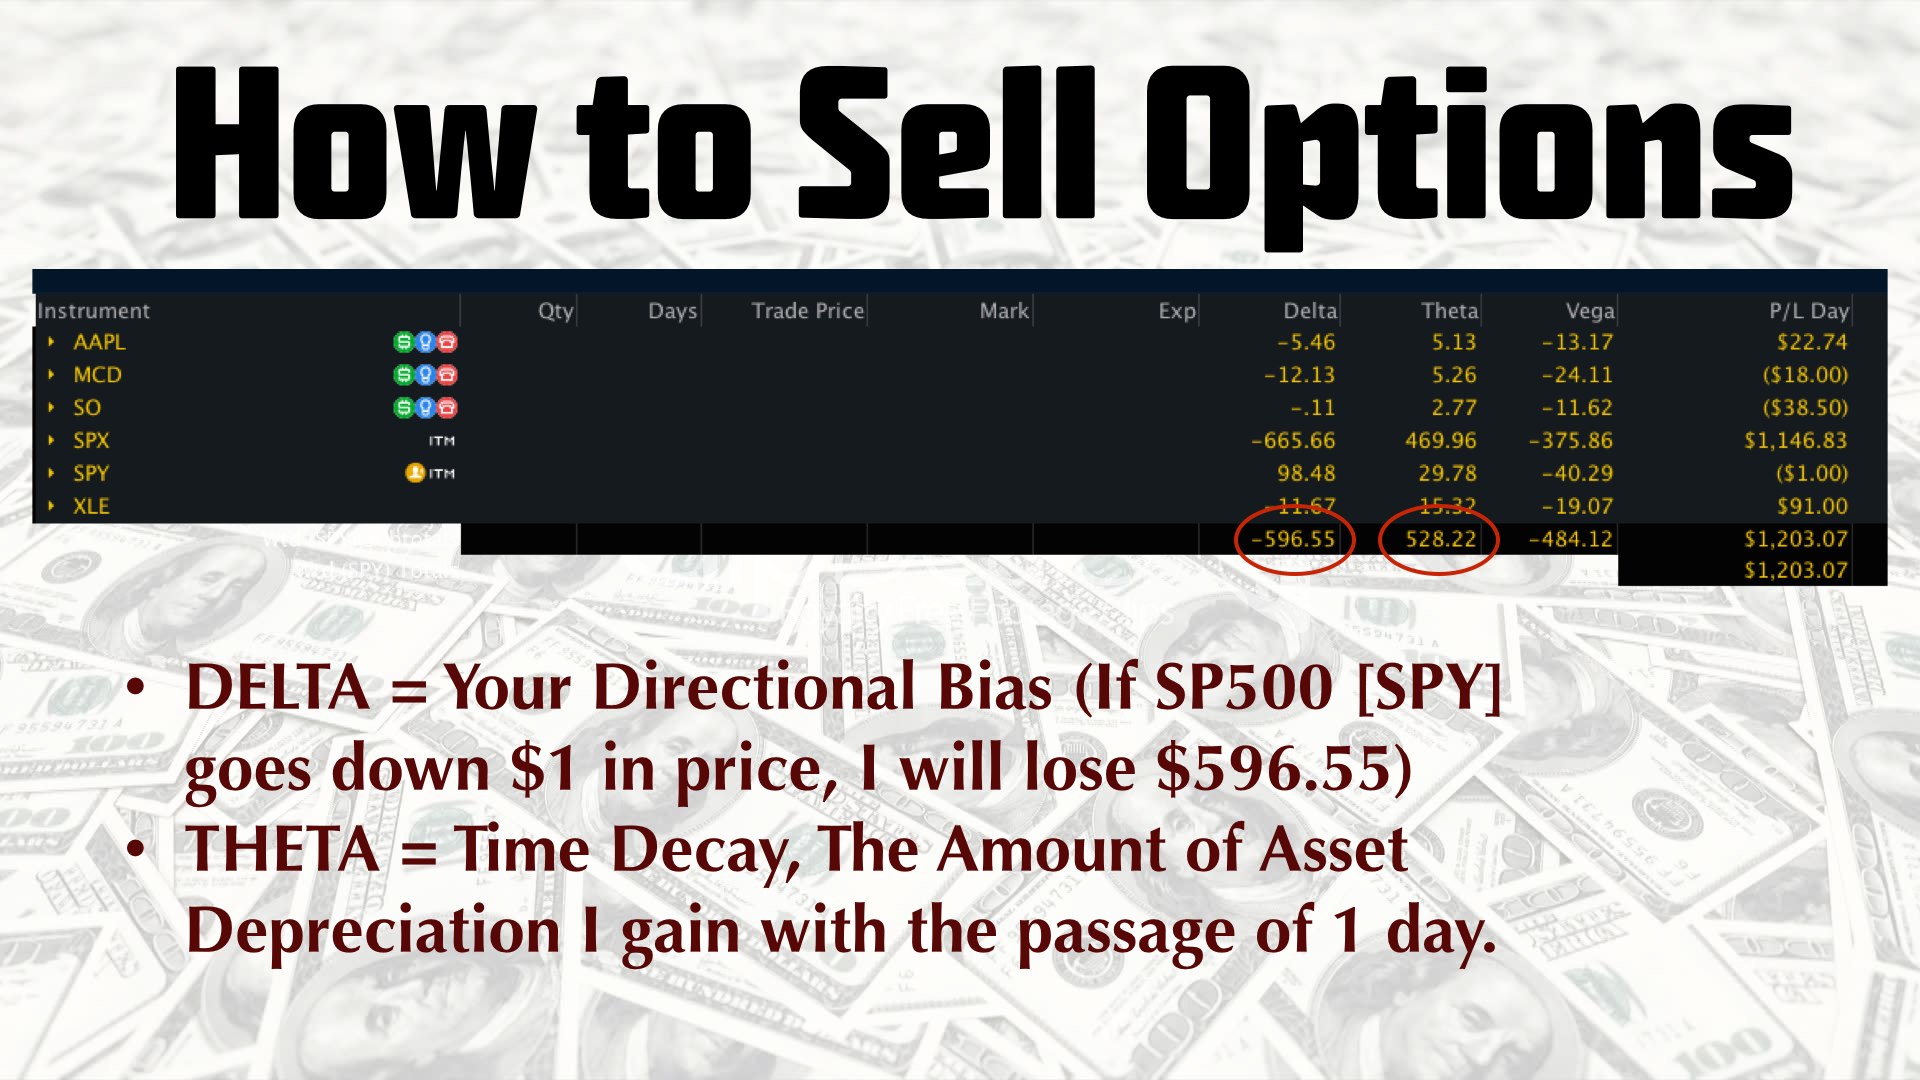 How to Sell Options
Instrument Qty Days Trade Price Mark Exp Delta Theta Vega P/L Day
AAPL -5.46 5.13 -13.17 $22.74
MCD -12.13 5.26 -24.11 ($18.00)
SO -.11 2.77 -11.62 ($38.50)
SPX ITM -665.66 469.96 -375.86 $1,146.83
SPY ITM 98.48 29.78 -40.29 ($1.00)
XLE -11.67 15.32 -19.07 $91.00
-596.55 528.22 -484.12 $1,203.07
$1,203.07
• DELTA = Your Directional Bias (If SP500 [SPY]
goes down $1 in price, I will lose $596.55)
• THETA = Time Decay, The Amount of Asset
Depreciation I gain with the passage of 1 day.